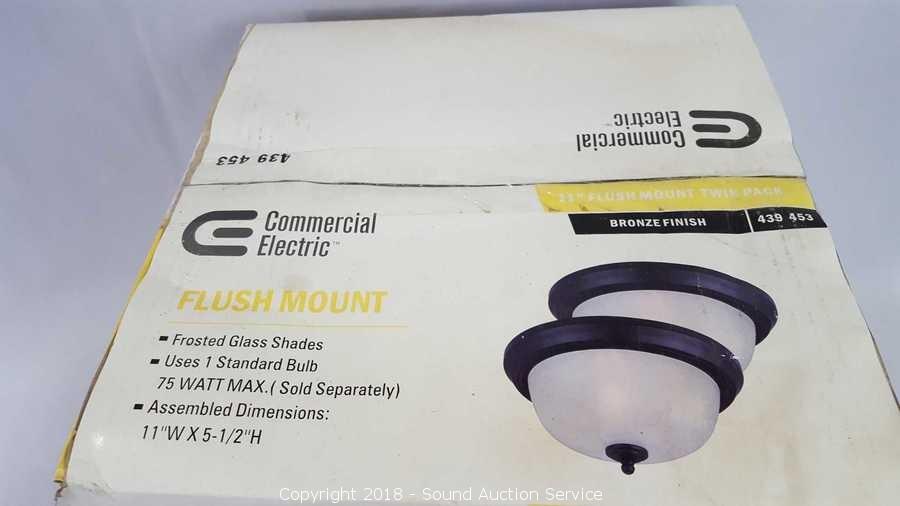 Commercial
Electric
439 453
11" FLUSH MOUNT TWIN PACK
BRONZE FINISH
439 453
Commercial
Electric™
FLUSH MOUNT
- Frosted Glass Shades
- Uses 1 Standard Bulb
75 WATT MAX.( Sold Separately)
- Assembled Dimensions:
11"W X 5-1/2"H
Copyright 2018 - Sound Auction Service